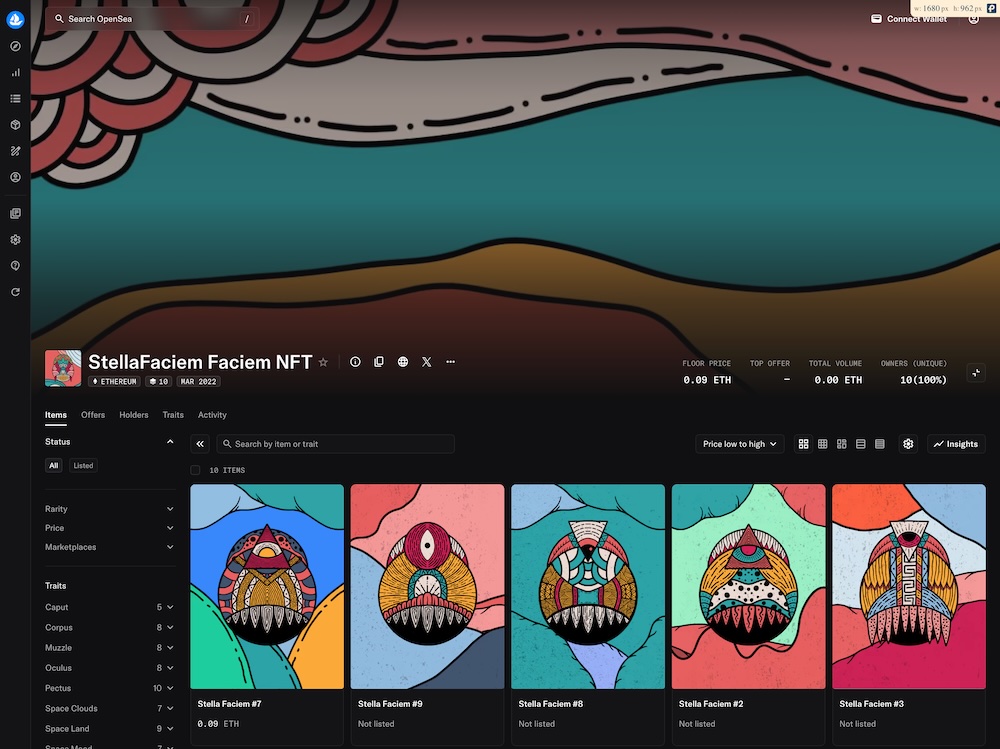 w: 1680 px h: 962 px
Search OpenSea /
Connect Wallet
StellaFaciem Faciem NFT
ETHEREUM 10 MAR 2022
FLOOR PRICE TOP OFFER TOTAL VOLUME OWNERS (UNIQUE)
0.09 ETH — 0.00 ETH 10(100%)
Items Offers Holders Traits Activity
Status
Search by item or trait
Price low to high
Insights
All Listed
10 ITEMS
Rarity
Price
Marketplaces
Traits
Caput 5
Corpus 8
Muzzle 8
Oculus 8
Pectus 10
Space Clouds 7
Space Land 9
Space Mood 7
Stella Faciem #7
0.09 ETH
Stella Faciem #9
Not listed
Stella Faciem #8
Not listed
Stella Faciem #2
Not listed
Stella Faciem #3
Not listed